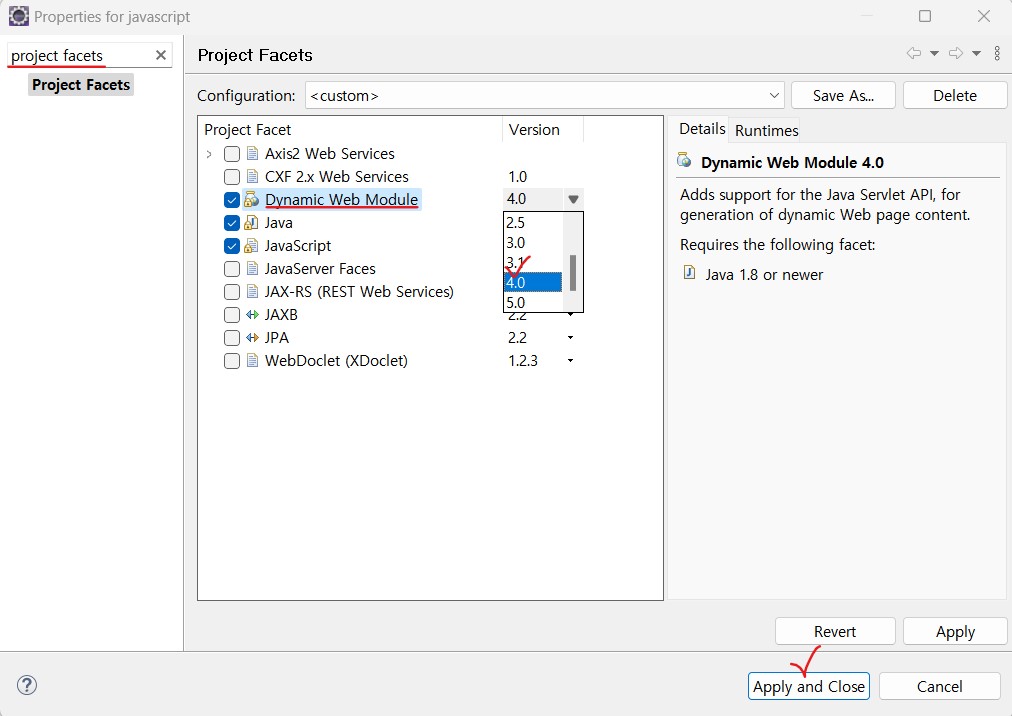 Properties for javascript
project facets
Project Facets
Project Facets
Configuration:
<custom>
Save As...
Delete
Project Facet
Version
Axis2 Web Services
CXF 2.x Web Services
1.0
Dynamic Web Module
4.0
Java
JavaScript
JavaServer Faces
JAX-RS (REST Web Services)
JAXB
2.2
JPA
2.2
WebDoclet (XDoclet)
1.2.3
2.5
3.0
3.1
4.0
5.0
Details
Runtimes
Dynamic Web Module 4.0
Adds support for the Java Servlet API, for
generation of dynamic Web page content.
Requires the following facet:
Java 1.8 or newer
Revert
Apply
Apply and Close
Cancel